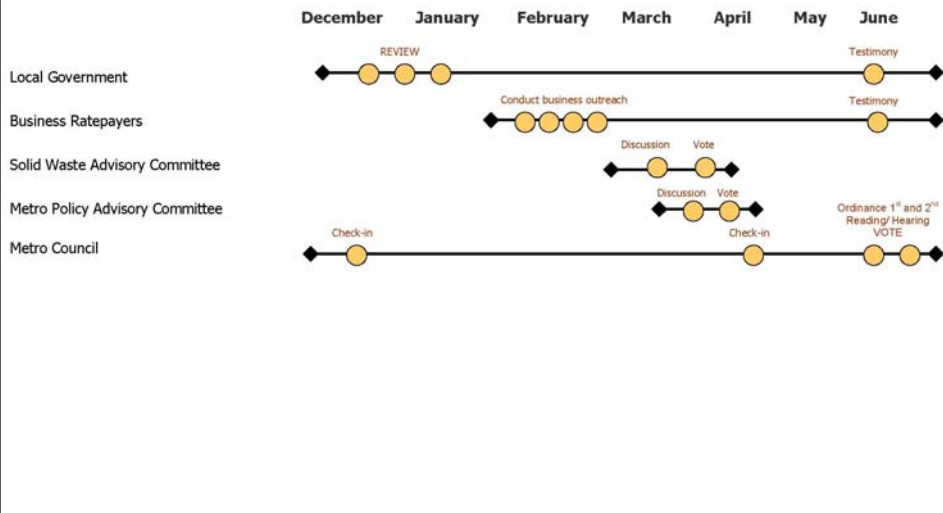 December January February March April May June
REVIEW Testimony
Local Government
Conduct business outreach Testimony
Business Ratepayers
Discussion Vote
Solid Waste Advisory Committee
Discussion Vote
Metro Policy Advisory Committee
Ordinance 1st and 2nd
Reading/ Hearing
VOTE
Check-in Check-in
Metro Council